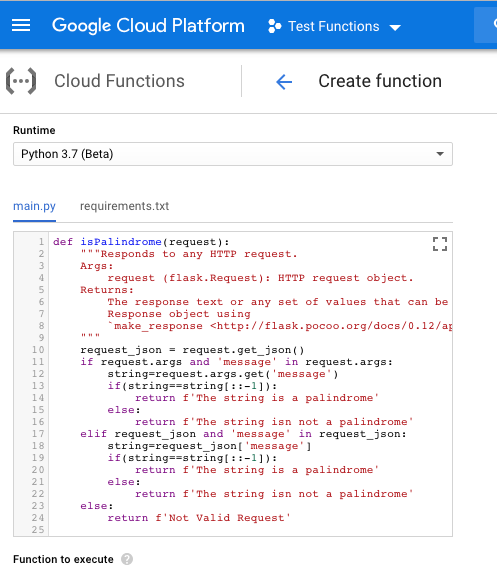 Google Cloud Platform Test Functions
Cloud Functions Create function
Runtime
Python 3.7 (Beta)
main.py requirements.txt
1 def isPalindrome(request):
2     """Responds to any HTTP request.
3     Args:
4         request (flask.Request): HTTP request object.
5     Returns:
6         The response text or any set of values that can be
7         Response object using
8         `make_response <http://flask.pocoo.org/docs/0.12/ap
9     """
10     request_json = request.get_json()
11     if request.args and 'message' in request.args:
12         string=request.args.get('message')
13         if(string==string[::-1]):
14             return f'The string is a palindrome'
15         else:
16             return f'The string isn not a palindrome'
17     elif request_json and 'message' in request_json:
18         string=request_json['message']
19         if(string==string[::-1]):
20             return f'The string is a palindrome'
21         else:
22             return f'The string isn not a palindrome'
23     else:
24         return f'Not Valid Request'
25
Function to execute ?